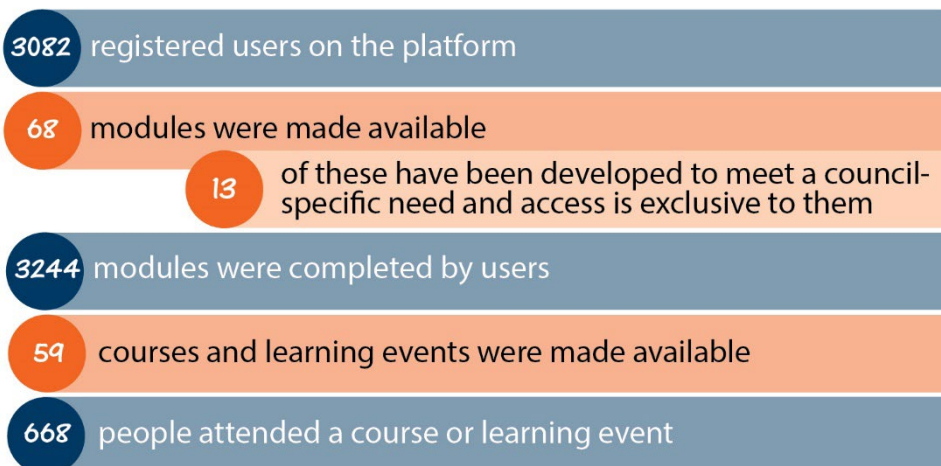 3082 registered users on the platform
68 modules were made available
13 of these have been developed to meet a council-
specific need and access is exclusive to them
3244 modules were completed by users
59 courses and learning events were made available
668 people attended a course or learning event